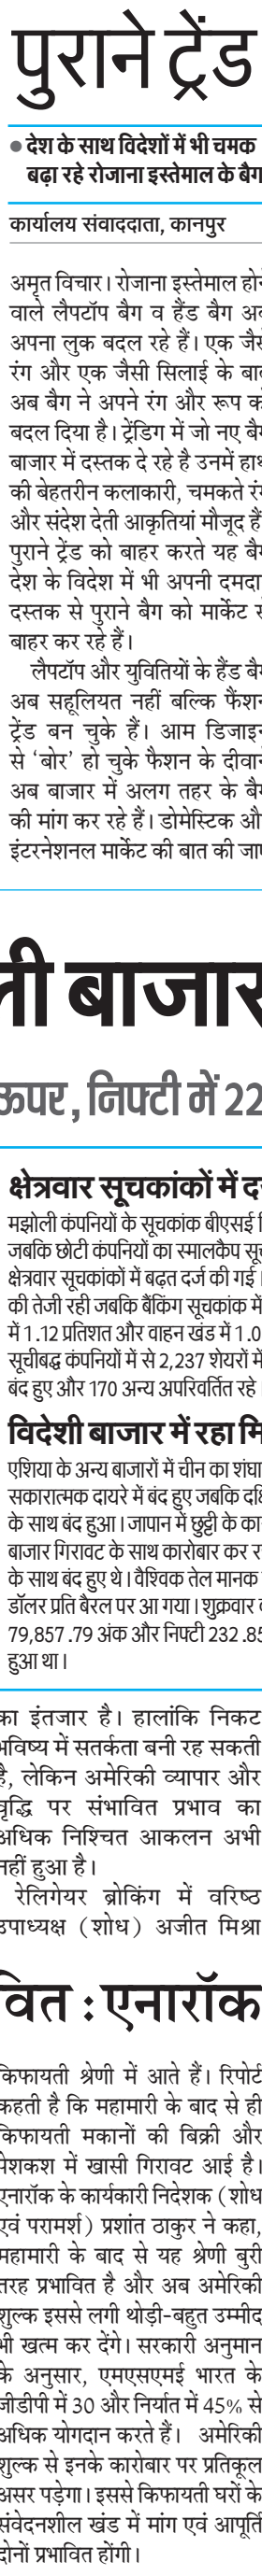 पुराने ट्रेंड
● देश के साथ विदेशों में भी चमक
बढ़ा रहे रोजाना इस्तेमाल के बैग
कार्यालय संवाददाता, कानपुर
अमृत विचार। रोजाना इस्तेमाल होने
वाले लैपटॉप बैग व हैंड बैग अब
अपना लुक बदल रहे हैं। एक जैसे
रंग और एक जैसी सिलाई के बाद
अब बैग ने अपने रंग और रूप को
बदल दिया है। ट्रेंडिग में जो नए बैग
बाजार में दस्तक दे रहे है उनमें हाथ
की बेहतरीन कलाकारी, चमकते रंग
और संदेश देती आकृतियां मौजूद हैं
पुराने ट्रेंड को बाहर करते यह बैग
देश के विदेश में भी अपनी दमदार
दस्तक से पुराने बैग को मार्केट से
बाहर कर रहे हैं।
लैपटॉप और युवितियों के हैंड बैग
अब सहूलियत नहीं बल्कि फैंशन
ट्रेंड बन चुके हैं। आम डिजाइन
से ‘बोर’ हो चुके फैशन के दीवाने
अब बाजार में अलग तहर के बैग
की मांग कर रहे हैं। डोमेस्टिक और
इंटरनेशनल मार्केट की बात की जाए
ली बाजार
ऊपर, निफ्टी में 22
क्षेत्रवार सूचकांकों में
मझोली कंपनियों के सूचकांक बीएसई
जबकि छोटी कंपनियों का स्मालकैप
क्षेत्रवार सूचकांकों में बढ़त दर्ज की गई।
की तेजी रही जबकि बैंकिंग सूचकांक में
में 1.12 प्रतिशत और वाहन खंड में 1.0
सूचीबद्ध कंपनियों में से 2,237 शेयरों में
बंद हुए और 170 अन्य अपरिवर्तित रहे
विदेशी बाजार में रहा
एशिया के अन्य बाजारों में चीन का
सकारात्मक दायरे में बंद हुए जबकि
के साथ बंद हुआ। जापान में छुट्टी के
बाजार गिरावट के साथ कारोबार कर
के साथ बंद हुए थे। वैश्विक तेल मानक
डॉलर प्रति बैरल पर आ गया। शुक्रवार
79,857.79 अंक और निफ्टी 232.85
हुआ था।
का इंतजार है। हालांकि निकट
भविष्य में सतर्कता बनी रह सकती
है, लेकिन अमेरिकी व्यापार और
वृद्धि पर संभावित प्रभाव का
अधिक निश्चित आकलन अभी
नहीं हुआ है।
रेलिगेयर ब्रोकिंग में वरिष्ठ
उपाध्यक्ष (शोध) अजीत मिश्रा
वित : एनारॉक
किफायती श्रेणी में आते हैं। रिपोर्ट
कहती है कि महामारी के बाद से ही
किफायती मकानों की बिक्री और
पेशकश में खासी गिरावट आई है।
एनारॉक के कार्यकारी निदेशक (शोध
एवं परामर्श) प्रशांत ठाकुर ने कहा,
महामारी के बाद से यह श्रेणी बुरी
तरह प्रभावित है और अब अमेरिकी
शुल्क इससे लगी थोड़ी-बहुत उम्मीद
भी खत्म कर देंगे। सरकारी अनुमान
के अनुसार, एमएसएमई भारत के
जीडीपी में 30 और निर्यात में 45% से
अधिक योगदान करते हैं। अमेरिकी
शुल्क से इनके कारोबार पर प्रतिकूल
असर पड़ेगा। इससे किफायती घरों के
संवेदनशील खंड में मांग एवं आपूर्ति
दोनों प्रभावित होंगी।